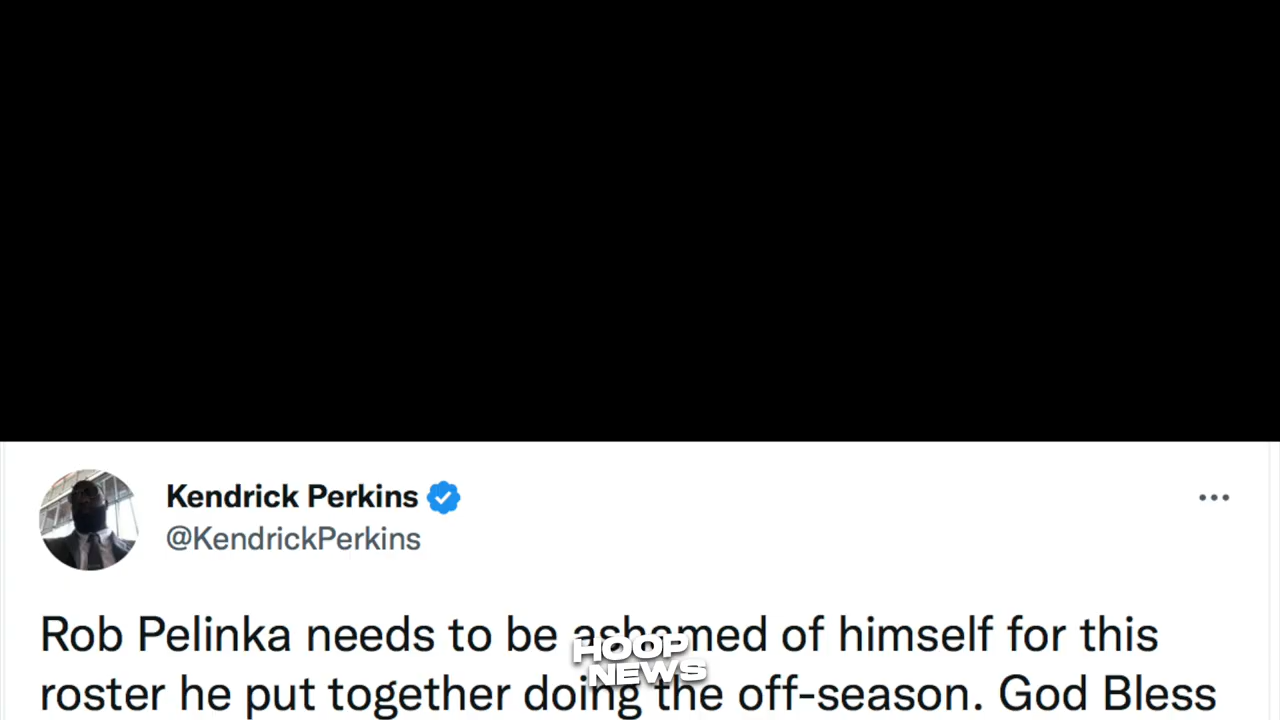 Kendrick Perkins
@KendrickPerkins
Rob Pelinka needs to be ashamed of himself for this
roster he put together doing the off-season. God Bless
HOOP
NEWS